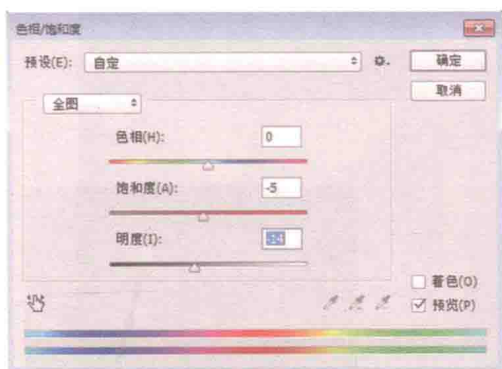 色相/饱和度
预设(E): 自定
确定
取消
全图
色相(H): 0
饱和度(A): -5
明度(I): -14
着色(O)
预览(P)